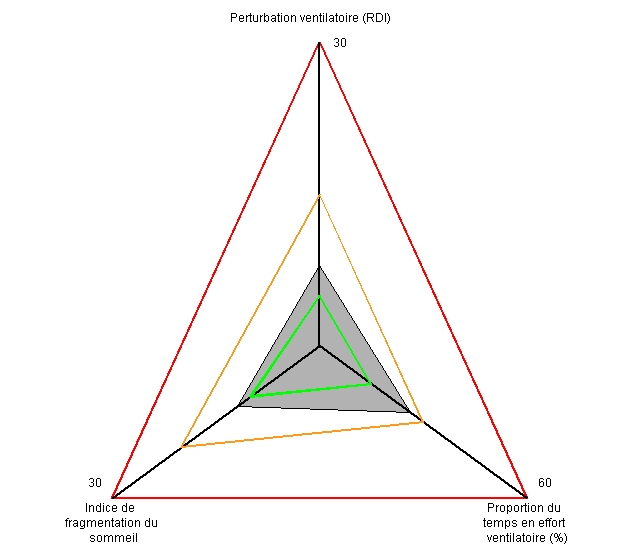 Perturbation ventilatoire (RDI)
30
30
60
Indice de
fragmentation du
sommeil
Proportion du
temps en effort
ventilatoire (%)